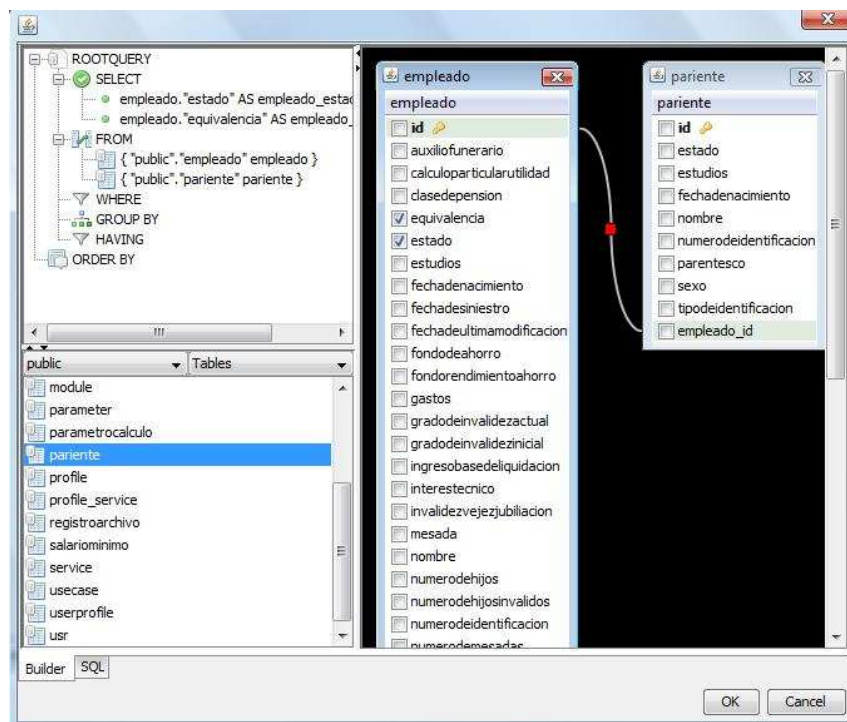 ROOTQUERY
SELECT
empleado."estado" AS empleado_estad
empleado."equivalencia" AS empleado_
FROM
{ "public"."empleado" empleado }
{ "public"."pariente" pariente }
WHERE
GROUP BY
HAVING
ORDER BY
public
Tables
module
parameter
parametrocalculo
pariente
profile
profile_service
registroarchivo
salariominimo
service
usecase
userprofile
usr
empleado
empleado
id
auxiliofunerario
calculoparticularutilidad
clasedepension
equivalencia
estado
estudios
fechadenacimiento
fechadesiniestro
fechadeultimamodificacion
fondodeahorro
fondorendimientoahorro
gastos
gradodeinvalidezactual
gradodeinvalidezinicial
ingresobasedeliquidacion
interestecnico
invalidezvejezjubiliacion
mesada
nombre
numerodehijos
numerodehijosinvalidos
numerodeidentificacion
numerodemesadas
pariente
pariente
id
estado
estudios
fechadenacimiento
nombre
numerodeidentificacion
parentesco
sexo
tipodeidentificacion
empleado_id
Builder
SQL
OK
Cancel